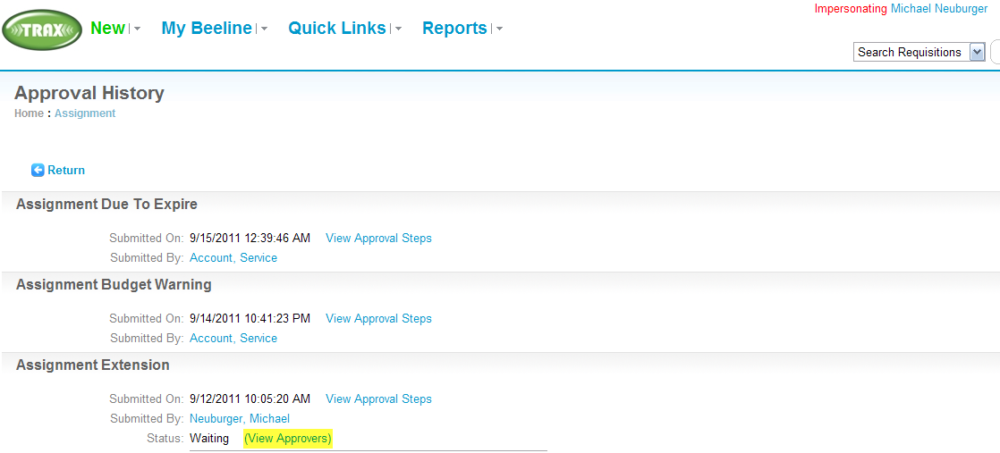 Impersonating Michael Neuburger
TRAX New My Beeline Quick Links Reports
Search Requisitions
Approval History
Home : Assignment
Return
Assignment Due To Expire
Submitted On: 9/15/2011 12:39:46 AM View Approval Steps
Submitted By: Account, Service
Assignment Budget Warning
Submitted On: 9/14/2011 10:41:23 PM View Approval Steps
Submitted By: Account, Service
Assignment Extension
Submitted On: 9/12/2011 10:05:20 AM View Approval Steps
Submitted By: Neuburger, Michael
Status: Waiting (View Approvers)